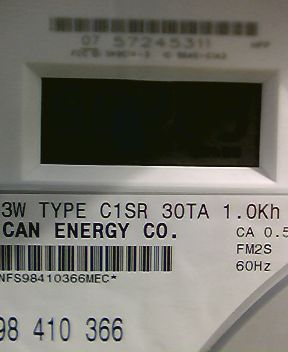 07 57245311
3W TYPE C1SR 30TA 1.0Kh
CAN ENERGY CO. CA 0.5
FM2S
60Hz
NFS98410366MEC*
98 410 366